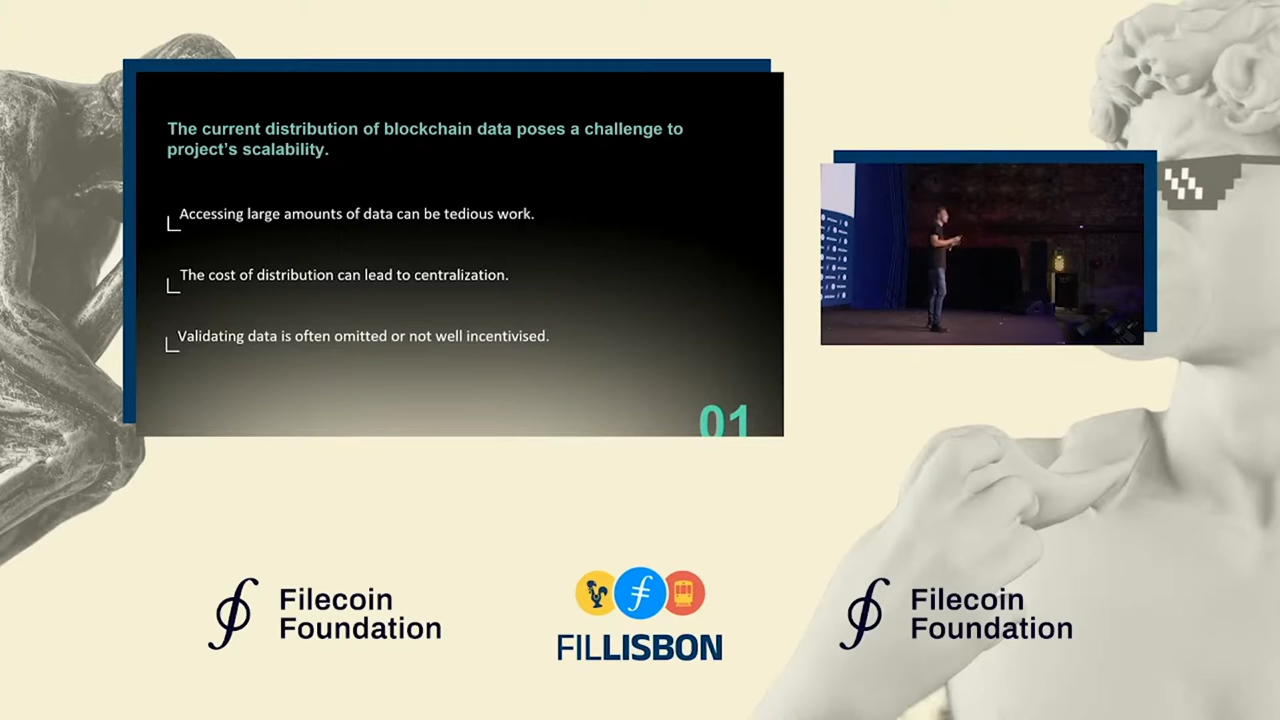 The current distribution of blockchain data poses a challenge to
project's scalability.
Accessing large amounts of data can be tedious work.
The cost of distribution can lead to centralization.
Validating data is often omitted or not well incentivised.
01
Filecoin
Foundation
FILLISBON
Filecoin
Foundation